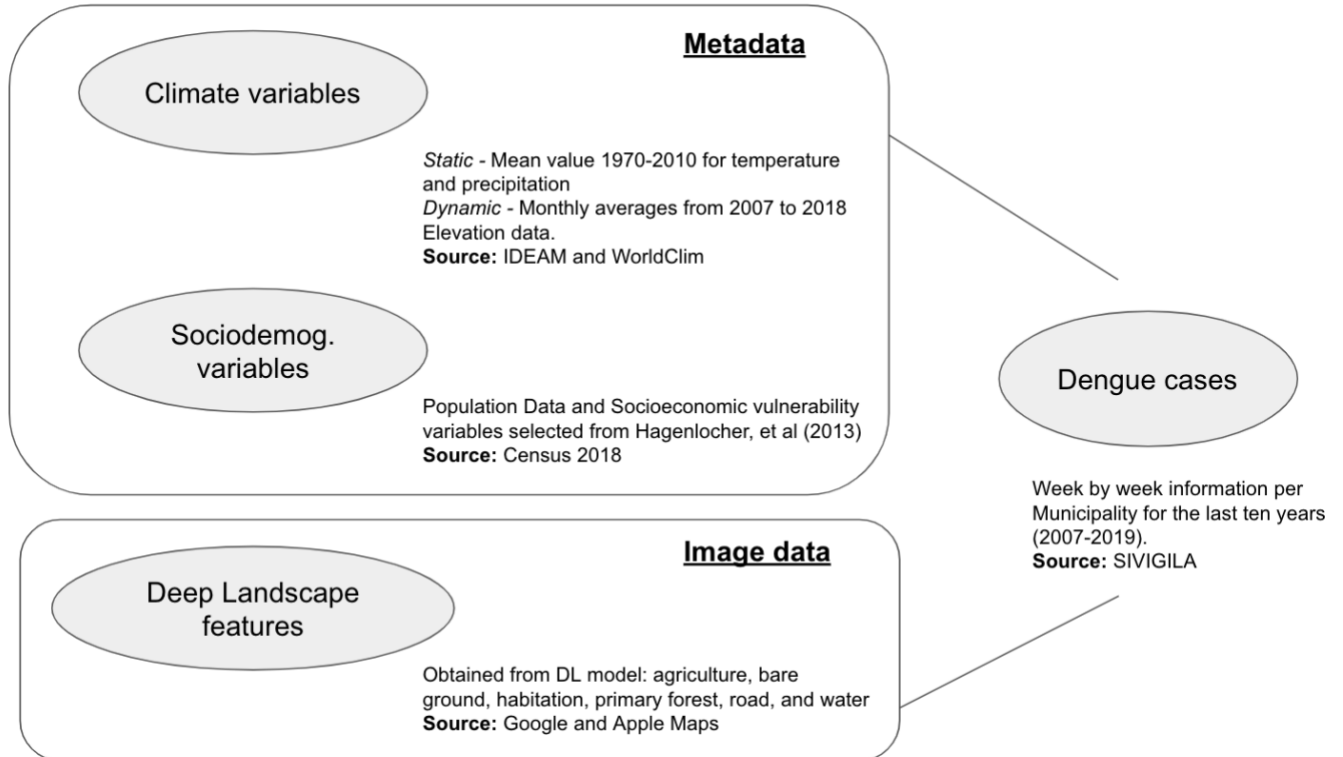 Metadata
Climate variables
Static - Mean value 1970-2010 for temperature
and precipitation
Dynamic - Monthly averages from 2007 to 2018
Elevation data.
Source: IDEAM and WorldClim
Sociodemog.
variables
Population Data and Socioeconomic vulnerability
variables selected from Hagenlocher, et al (2013)
Source: Census 2018
Image data
Deep Landscape
features
Obtained from DL model: agriculture, bare
ground, habitation, primary forest, road, and water
Source: Google and Apple Maps
Dengue cases
Week by week information per
Municipality for the last ten years
(2007-2019).
Source: SIVIGILA